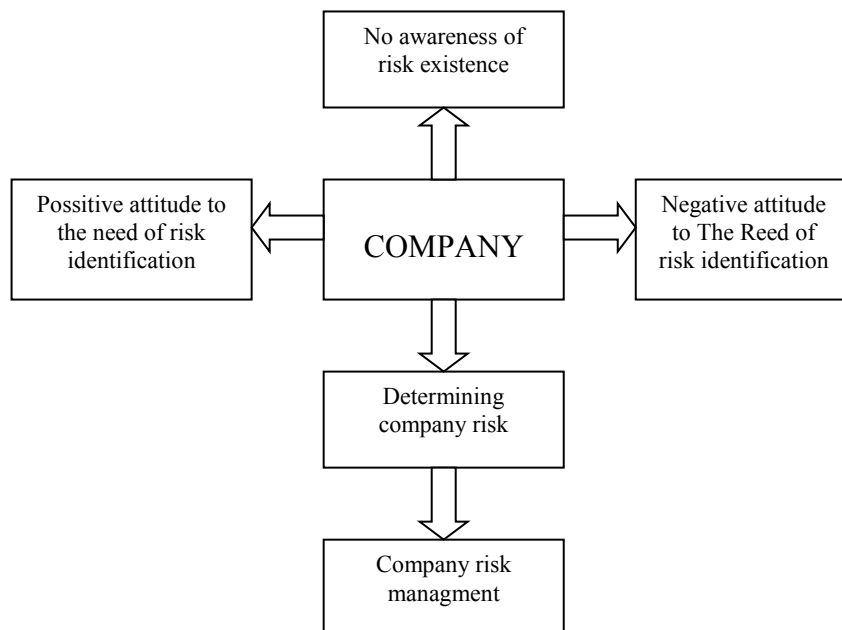 No awareness of
risk existence
Possitive attitude to
the need of risk
identification
COMPANY
Negative attitude
to The Reed of
risk identification
Determining
company risk
Company risk
managment